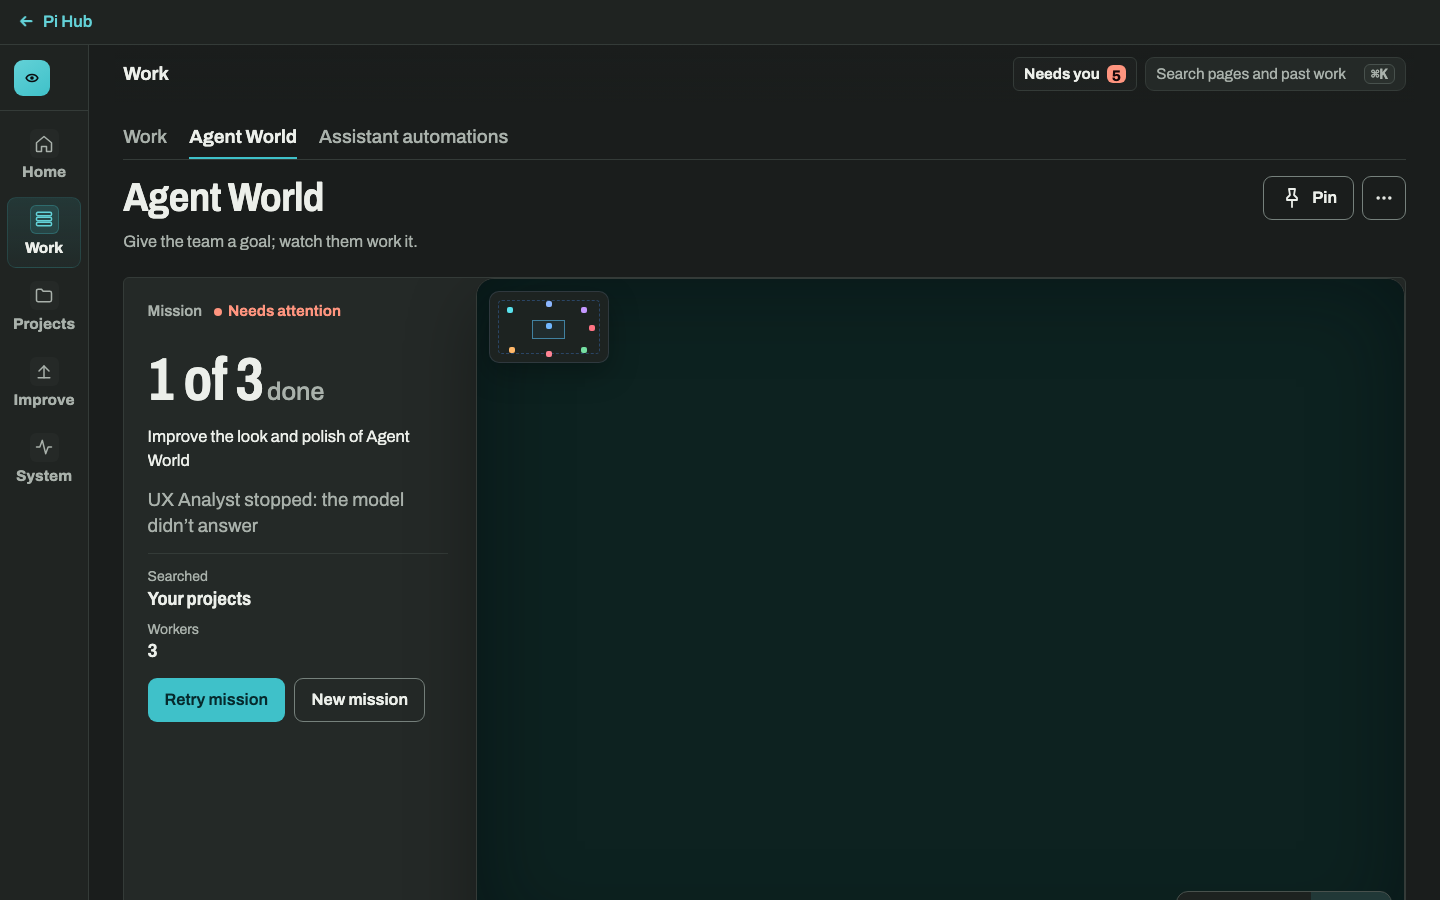 Pi Hub
Work
Needs you 5
Search pages and past work ⌘K
Home
Work
Projects
Improve
System
Work Agent World Assistant automations
Agent World
Give the team a goal; watch them work it.
Pin
Mission Needs attention
1 of 3 done
Improve the look and polish of Agent
World
UX Analyst stopped: the model
didn’t answer
Searched
Your projects
Workers
3
Retry mission New mission